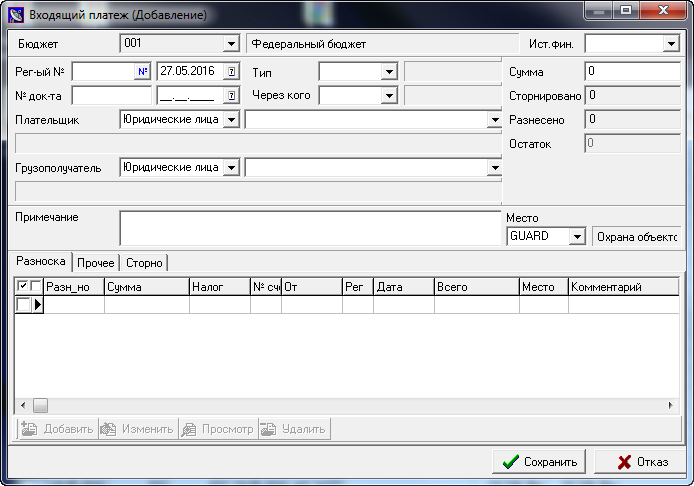 Входящий платеж (Добавление)
Бюджет 001 Федеральный бюджет Ист.фин.
Рег-ый № № 27.05.2016 ? Тип Сумма 0
№ док-та __.__.____ ? Через кого Сторнировано 0
Плательщик Юридические лица Разнесено 0
Остаток 0
Грузополучатель Юридические лица
Примечание Место
GUARD Охрана объекто
Разноска Прочее Сторно
Разн_но Сумма Налог № счё От Рег Дата Всего Место Комментарий
Добавить Изменить Просмотр Удалить
Сохранить Отказ